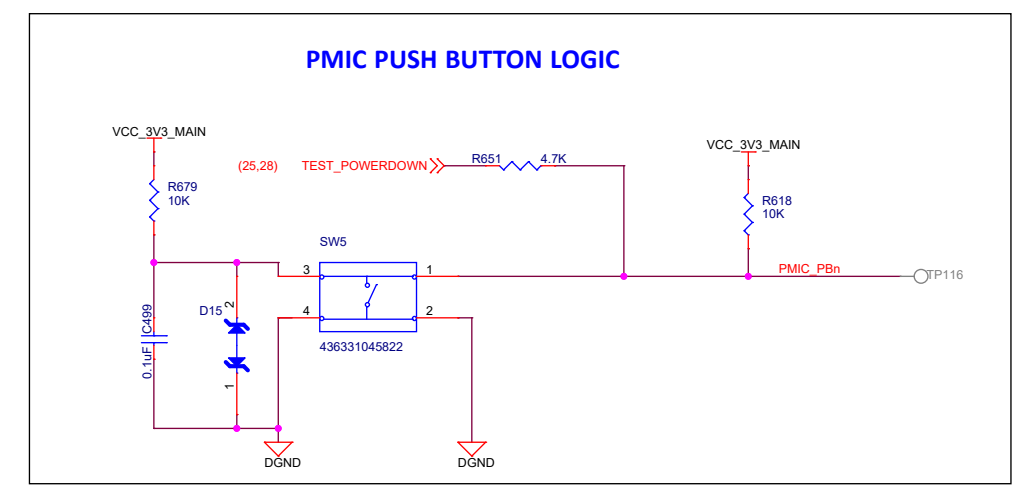 PMIC PUSH BUTTON LOGIC
VCC_3V3_MAIN
R679
10K
(25,28)
TEST_POWERDOWN
R651
4.7K
VCC_3V3_MAIN
R618
10K
SW5
3
1
4
2
436331045822
PMIC_PBn
TP116
C499
0.1uF
D15
2
1
DGND
DGND